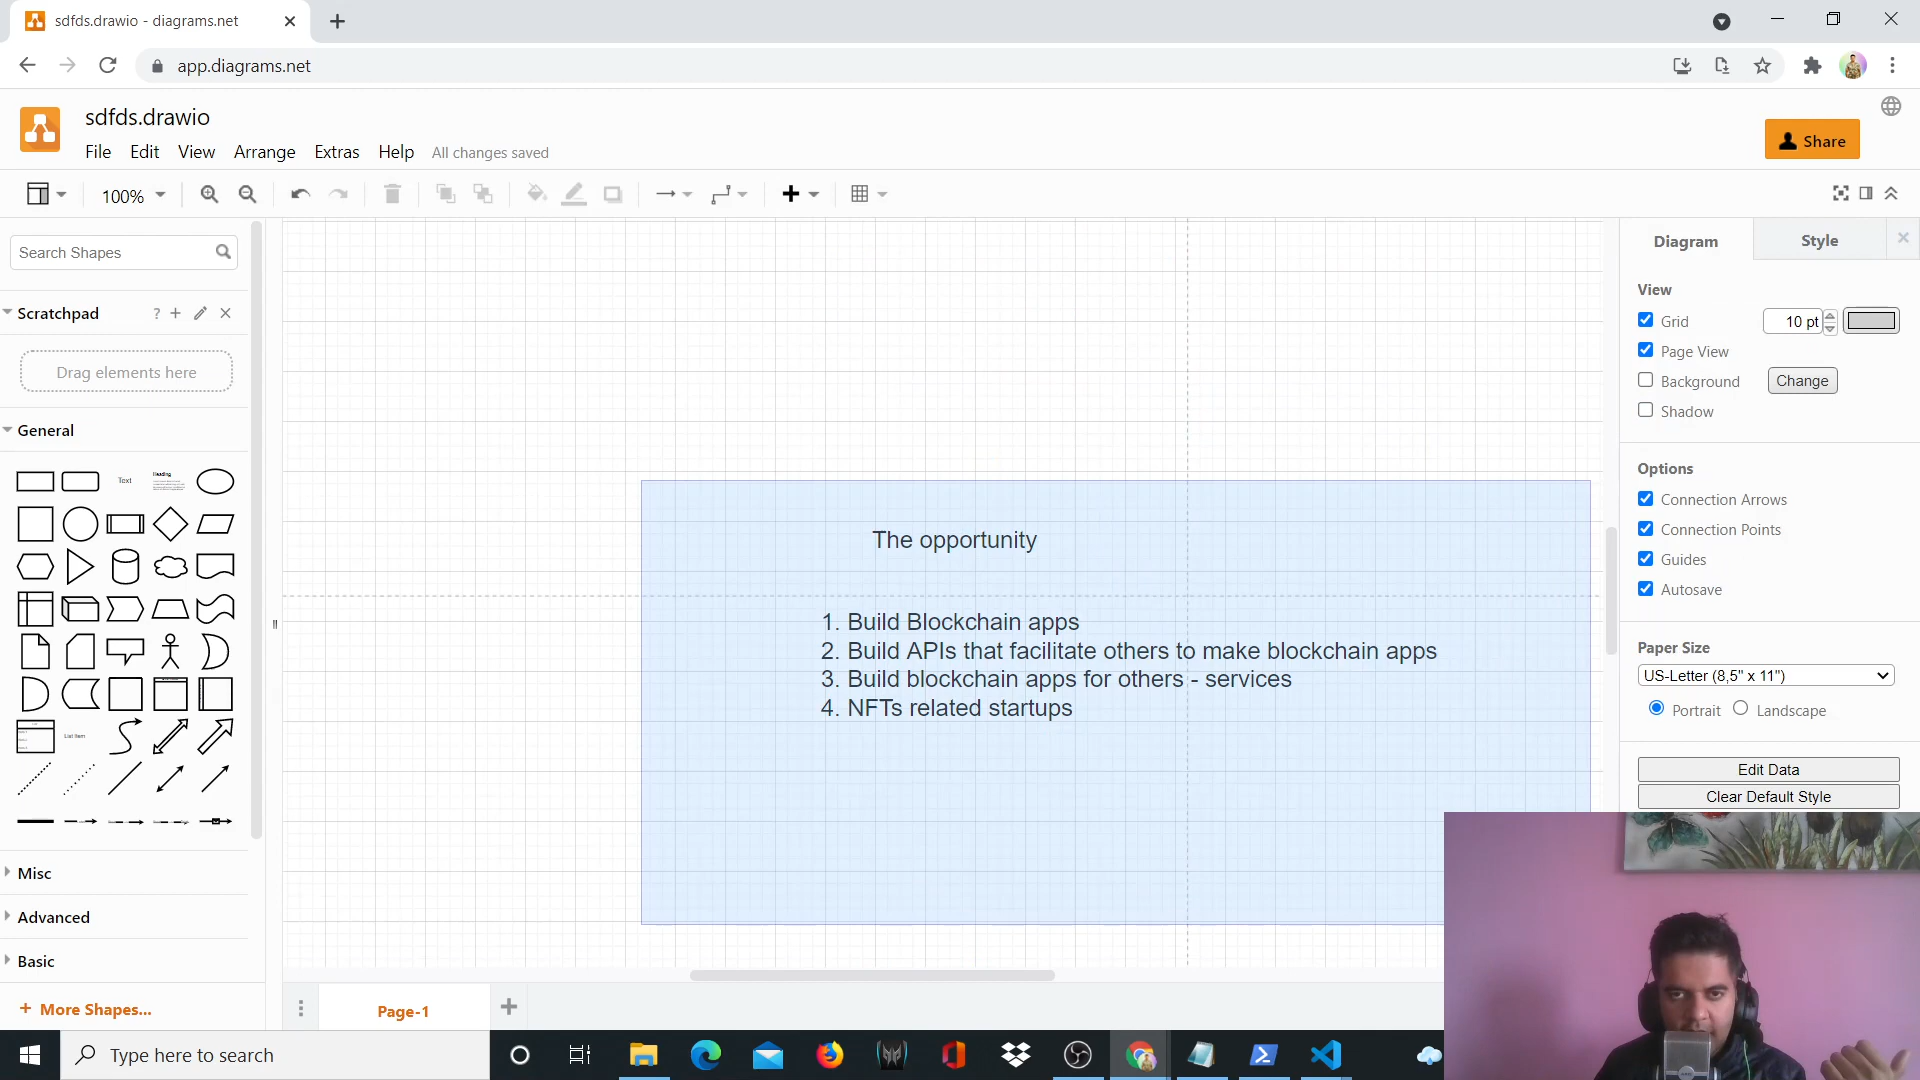 sdfds.drawio - diagrams.net
app.diagrams.net
sdfds.drawio
File Edit View Arrange Extras Help All changes saved
Share
100%
Search Shapes
Scratchpad
?
Drag elements here
General
Text
Heading
List Item
Misc
Advanced
Basic
+ More Shapes...
The opportunity
1. Build Blockchain apps
2. Build APIs that facilitate others to make blockchain apps
3. Build blockchain apps for others - services
4. NFTs related startups
Page-1
Diagram Style
View
Grid 10 pt
Page View
Background Change
Shadow
Options
Connection Arrows
Connection Points
Guides
Autosave
Paper Size
US-Letter (8,5" x 11")
Portrait Landscape
Edit Data
Clear Default Style
Type here to search